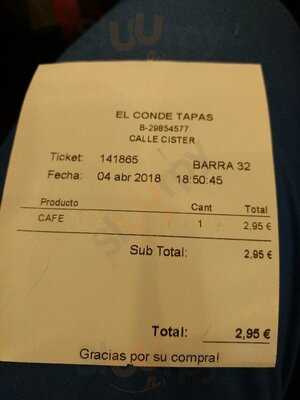 EL CONDE TAPAS
B-29854577
CALLE CISTER
Ticket: 141865 BARRA 32
Fecha: 04 abr 2018 18:50:45
Producto Cant Total
CAFE 1 2,95 €
Sub Total: 2,95 €
Total: 2,95 €
Gracias por su compra!